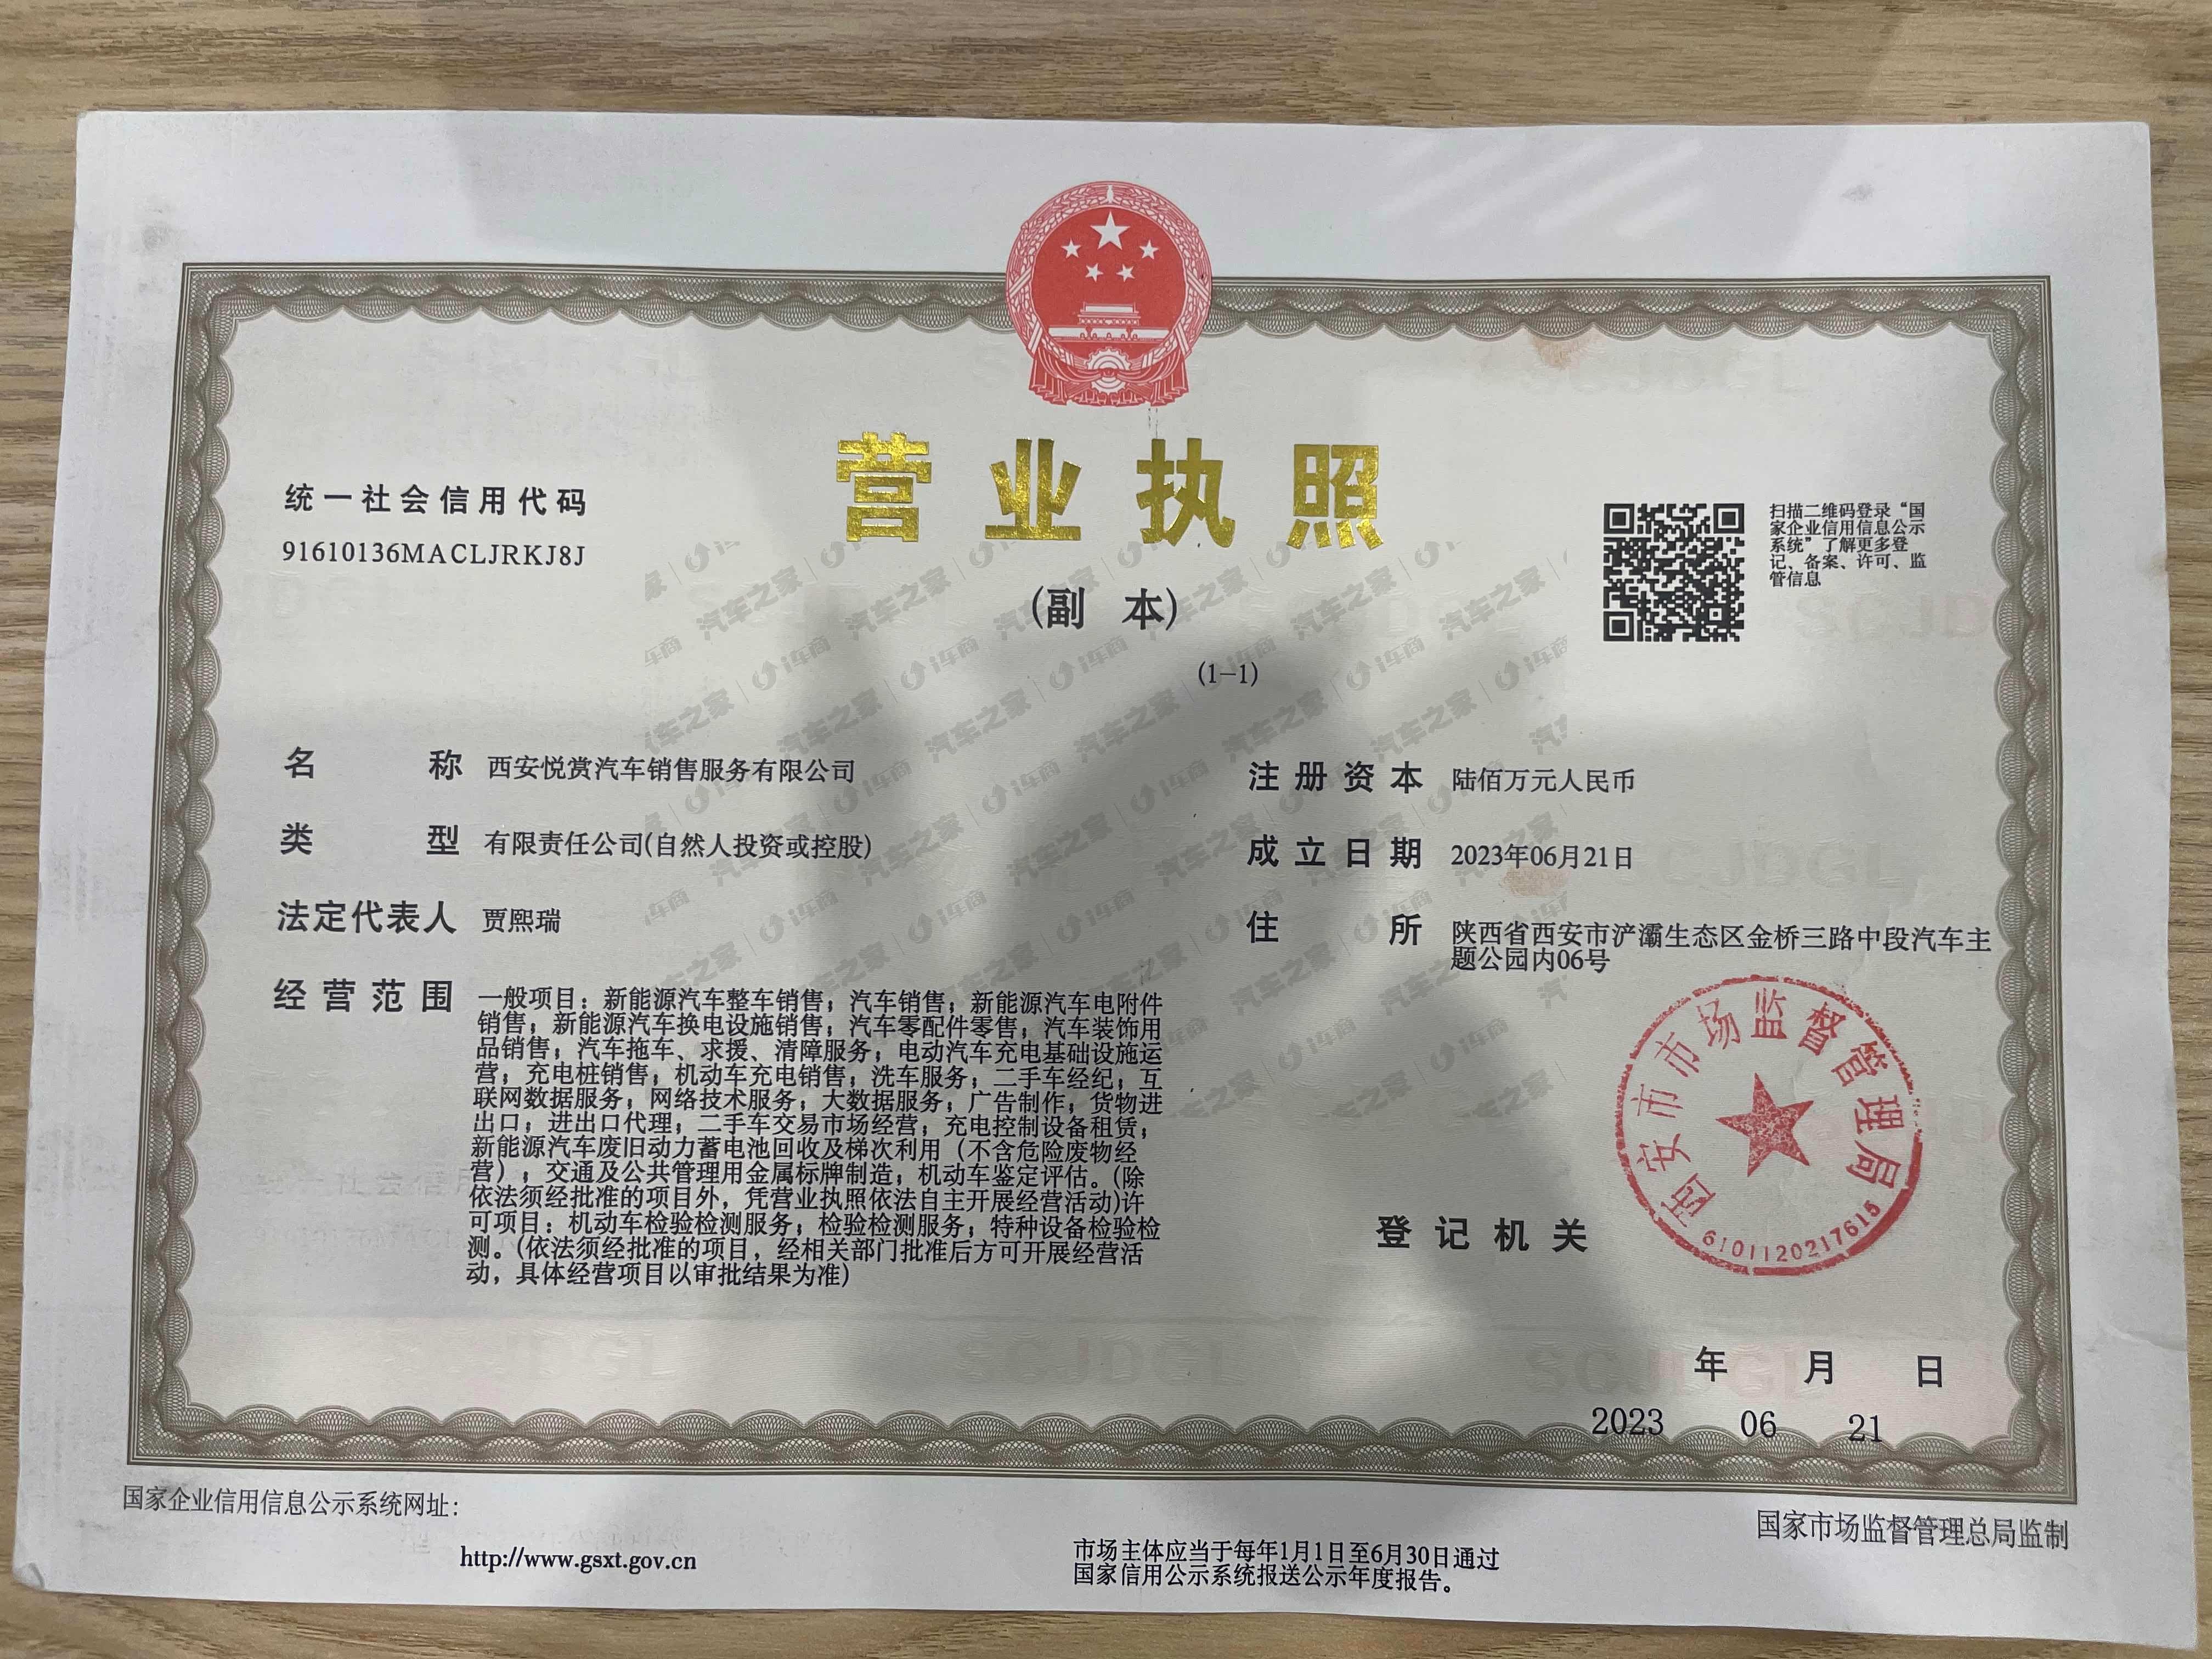 营业执照
(副 本)
(1-1)
统一社会信用代码
91610136MACLJRKJ8J
扫描二维码登录“国
家企业信用信息公示
系统”了解更多登
记、备案、许可、监
管信息
名 称 西安悦赏汽车销售服务有限公司
类 型 有限责任公司(自然人投资或控股)
法定代表人 贾熙瑞
经营范围 一般项目：新能源汽车整车销售；汽车销售；新能源汽车电附件
销售；新能源汽车换电设施销售；汽车零配件零售；汽车装饰用
品销售；汽车拖车、求援、清障服务；电动汽车充电基础设施运
营；充电桩销售；机动车充电销售；洗车服务；二手车经纪；互
联网数据服务；网络技术服务；大数据服务；广告制作；货物进
出口；进出口代理；二手车交易市场经营；充电控制设备租赁；
新能源汽车废旧动力蓄电池回收及梯次利用（不含危险废物经
营）；交通及公共管理用金属标牌制造；机动车鉴定评估。(除
依法须经批准的项目外，凭营业执照依法自主开展经营活动)许
可项目：机动车检验检测服务；检验检测服务；特种设备检验检
测。(依法须经批准的项目，经相关部门批准后方可开展经营活
动，具体经营项目以审批结果为准)
注册资本 陆佰万元人民币
成立日期 2023年06月21日
住 所 陕西省西安市浐灞生态区金桥三路中段汽车主
题公园内06号
登记机关
西安市市场监督管理局
6101120217615
年 月 日
2023 06 21
国家企业信用信息公示系统网址：
http://www.gsxt.gov.cn
市场主体应当于每年1月1日至6月30日通过
国家信用公示系统报送公示年度报告。
国家市场监督管理总局监制
汽车之家 | i车商
SCJDGL